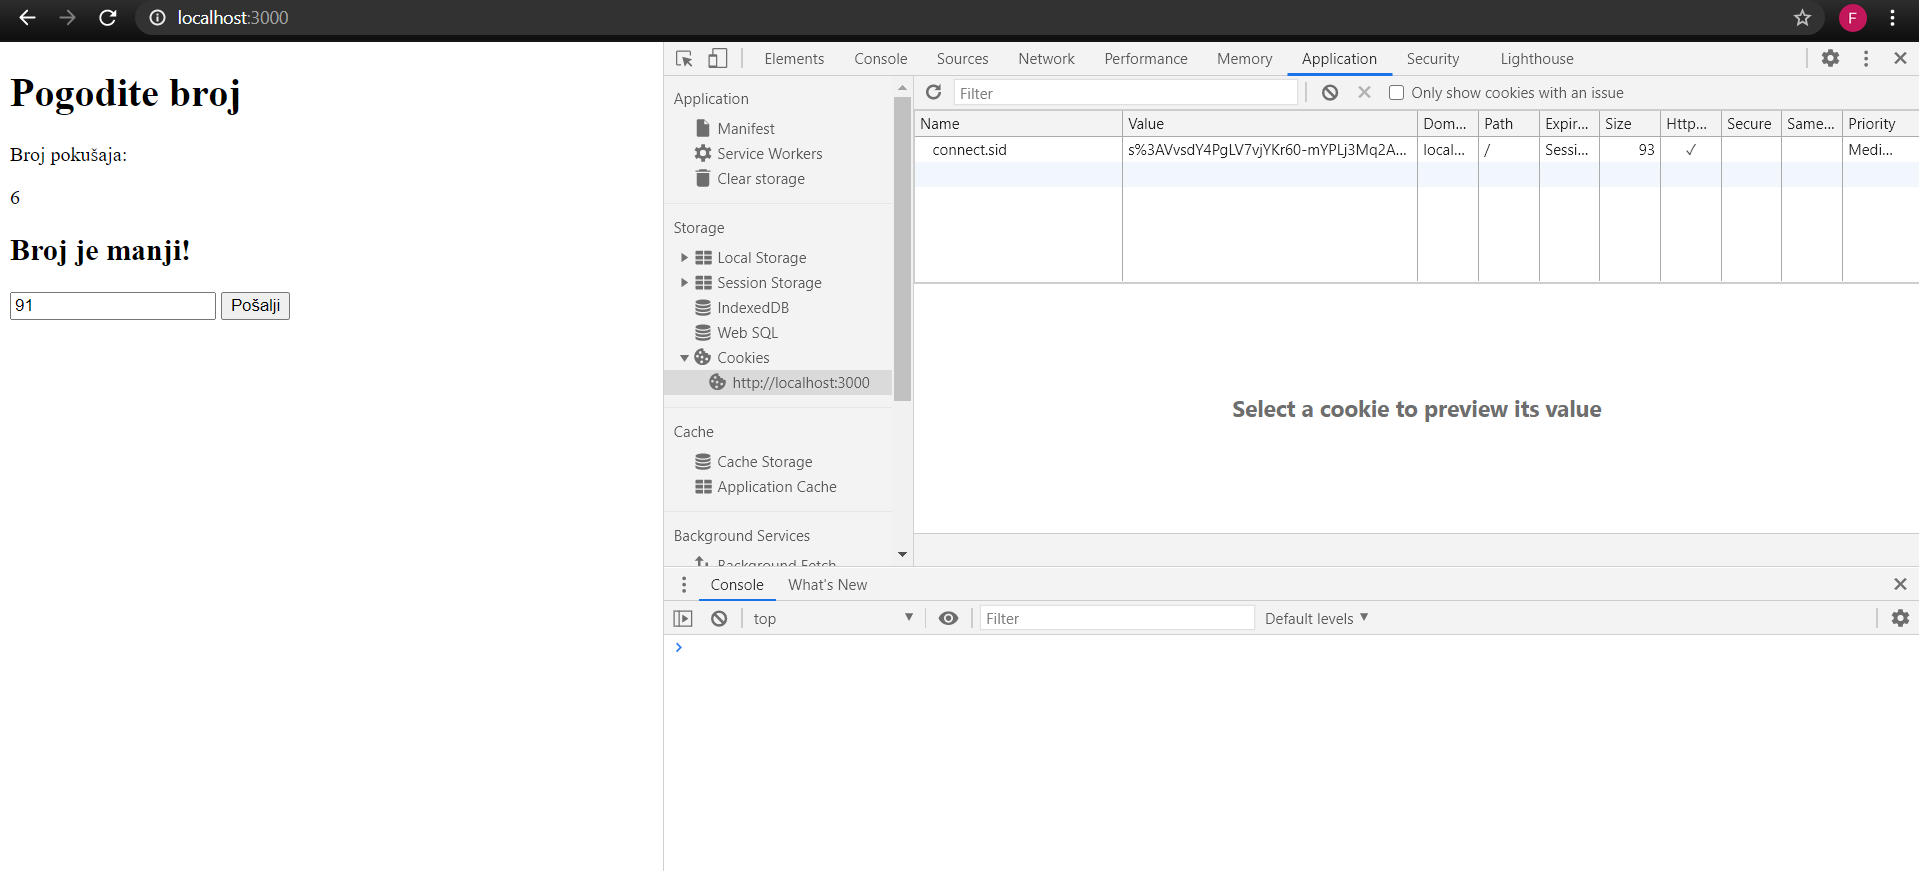 localhost:3000
F
Pogodite broj
Broj pokušaja:
6
Broj je manji!
91 Pošalji
Elements Console Sources Network Performance Memory Application Security Lighthouse
Application
Manifest
Service Workers
Clear storage
Storage
Local Storage
Session Storage
IndexedDB
Web SQL
Cookies
http://localhost:3000
Cache
Cache Storage
Application Cache
Background Services
Background Fetch
Filter Only show cookies with an issue
Name Value Dom... Path Expir... Size Http... Secure Same... Priority
connect.sid s%3AVvsdY4PgLV7vjYKr60-mYPLj3Mq2A... local... / Sessi... 93 ✓ Medi...
Select a cookie to preview its value
Console What's New
top Filter Default levels